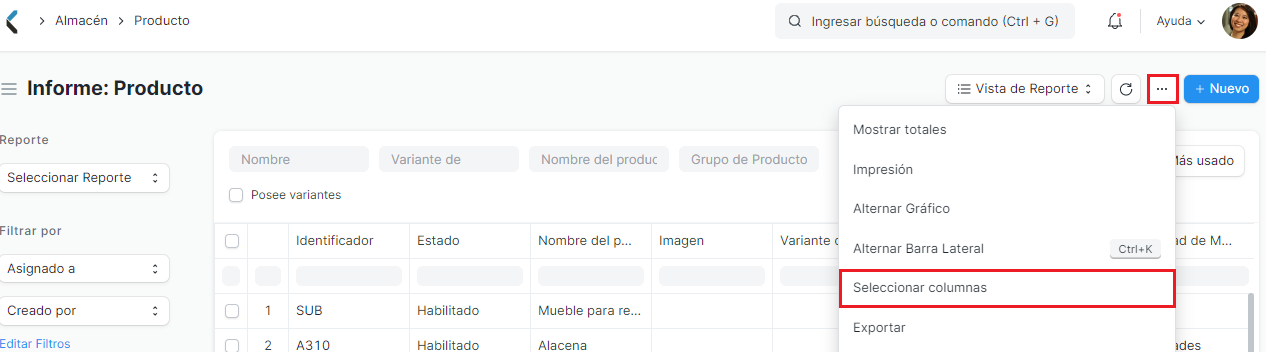 Almacén
Producto
Ingresar búsqueda o comando (Ctrl + G)
Ayuda
Informe: Producto
Vista de Reporte
...
+ Nuevo
Reporte
Seleccionar Reporte
Filtrar por
Asignado a
Creado por
Editar Filtros
Nombre
Variante de
Nombre del produc
Grupo de Producto
Más usado
Posee variantes
Identificador
Estado
Nombre del p...
Imagen
Variante
ad de M...
1
SUB
Habilitado
Mueble para re...
2
A310
Habilitado
Alacena
ades
Mostrar totales
Impresión
Alternar Gráfico
Alternar Barra Lateral
Ctrl+K
Seleccionar columnas
Exportar